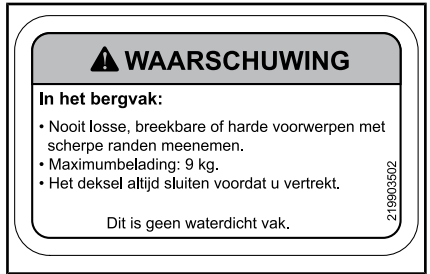 WAARSCHUWING
In het bergvak:
• Nooit losse, breekbare of harde voorwerpen met
scherpe randen meenemen.
• Maximumbelading: 9 kg.
• Het deksel altijd sluiten voordat u vertrekt.
Dit is geen waterdicht vak.
219903502